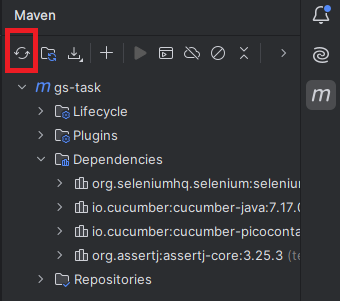 Maven
m gs-task
Lifecycle
Plugins
Dependencies
org.seleniumhq.selenium:seleniu
io.cucumber:cucumber-java:7.17.0
io.cucumber:cucumber-picoconta
org.assertj:assertj-core:3.25.3 (te
Repositories
m